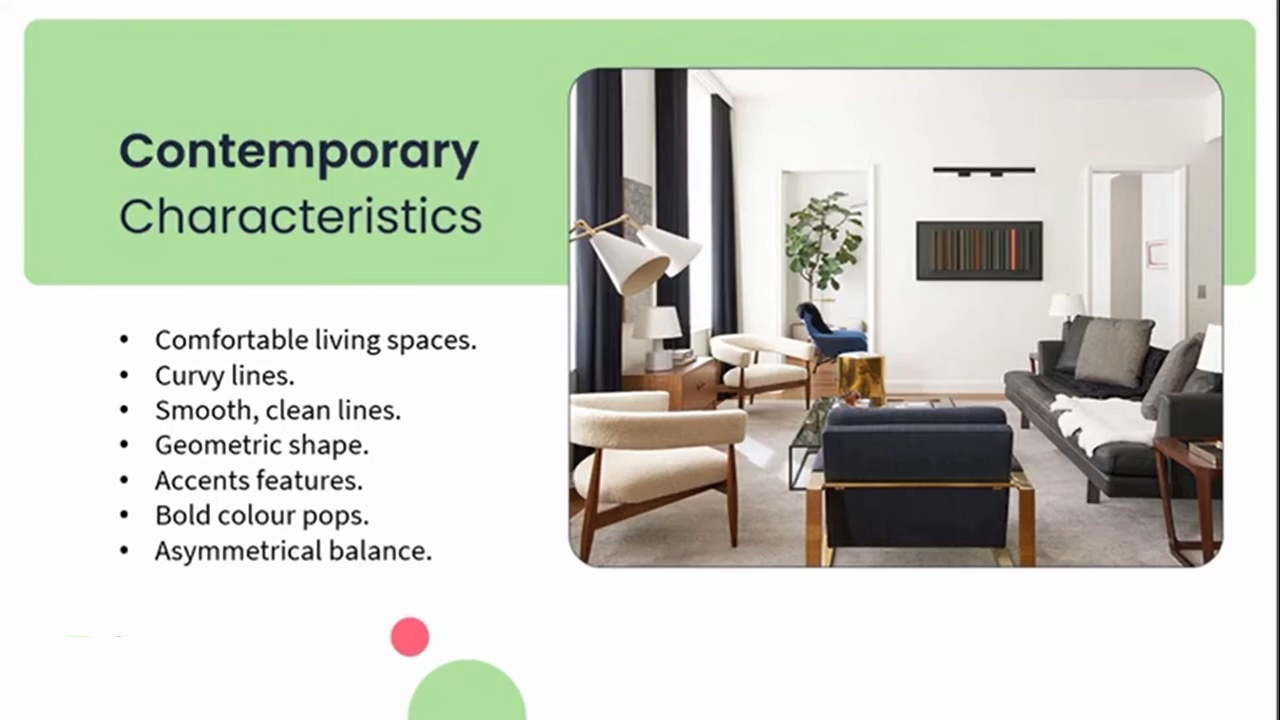 Contemporary
Characteristics
• Comfortable living spaces.
• Curvy lines.
• Smooth, clean lines.
• Geometric shape.
• Accents features.
• Bold colour pops.
• Asymmetrical balance.